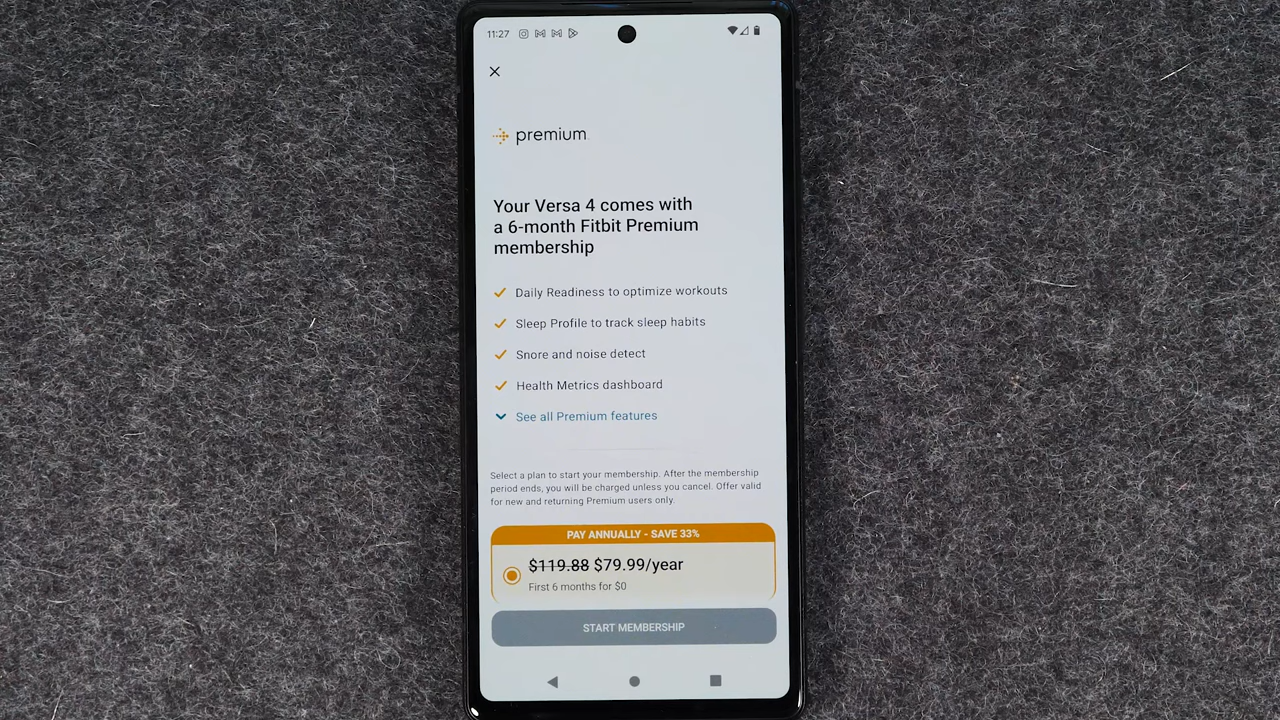 11:27
premium
Your Versa 4 comes with
a 6-month Fitbit Premium
membership
Daily Readiness to optimize workouts
Sleep Profile to track sleep habits
Snore and noise detect
Health Metrics dashboard
See all Premium features
Select a plan to start your membership. After the membership
period ends, you will be charged unless you cancel. Offer valid
for new and returning Premium users only.
PAY ANNUALLY - SAVE 33%
$119.88 $79.99/year
First 6 months for $0
START MEMBERSHIP